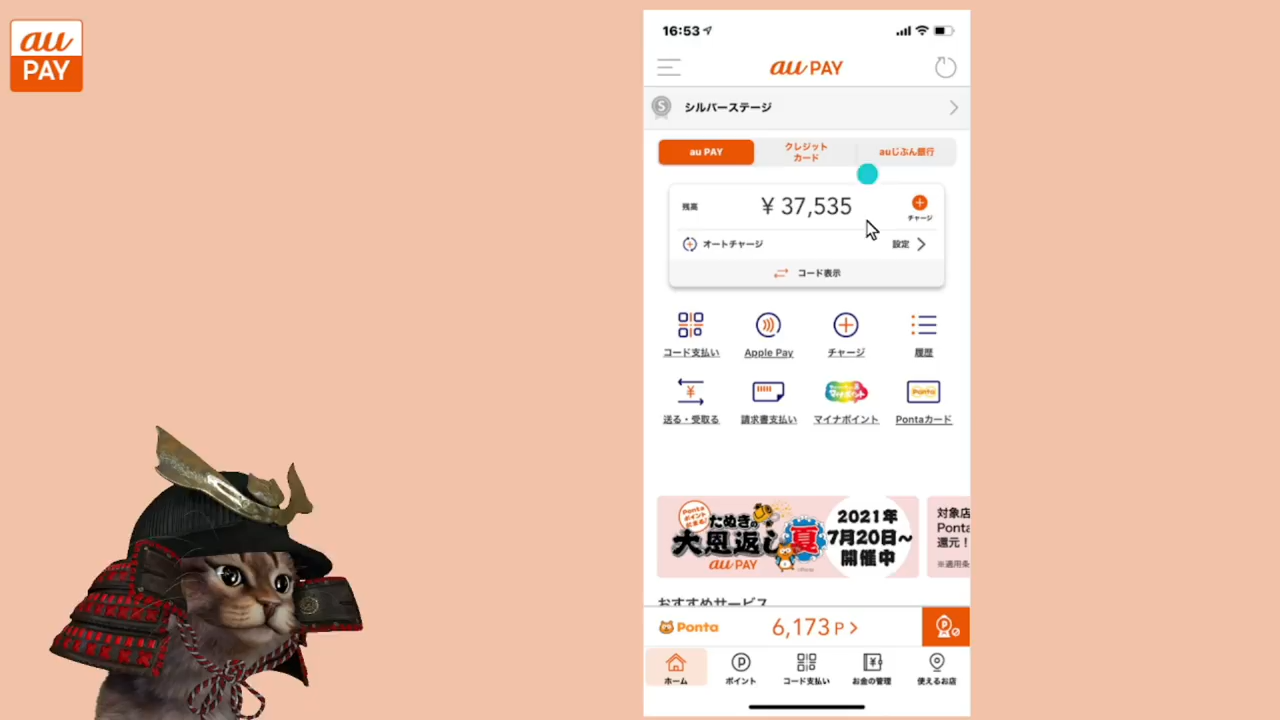 au
PAY
16:53
au PAY
S シルバーステージ
au PAY
クレジット
カード
auじぶん銀行
残高
¥ 37,535
チャージ
オートチャージ
設定
コード表示
コード支払い
Apple Pay
チャージ
履歴
送る・受取る
請求書支払い
マイナポイント
Pontaカード
たぬきの
大恩返し 夏
au PAY
2021年
7月20日~
開催中
対象店
Ponta
還元!
おすすめサービス
Ponta
6,173 P
ホーム
ポイント
コード支払い
お金の管理
使えるお店